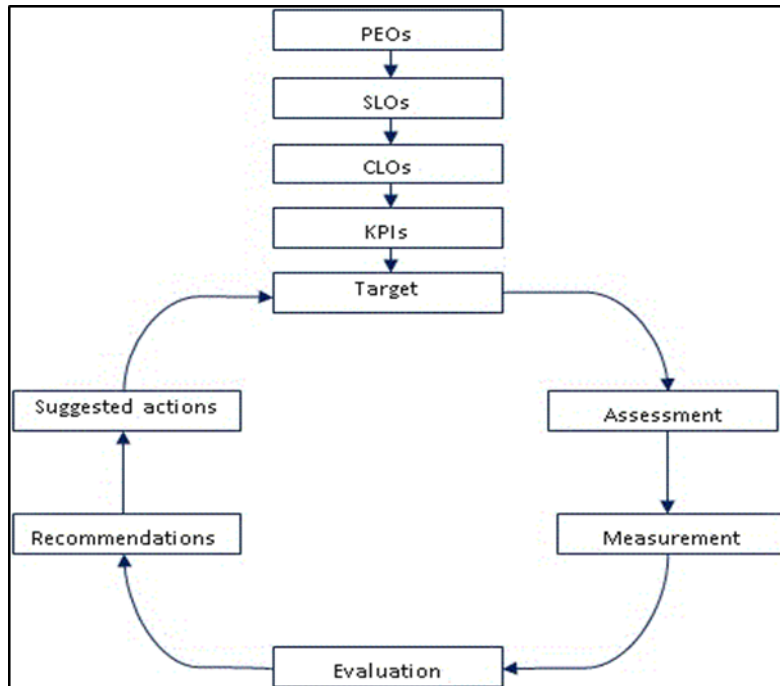 PEOs
SLOs
CLOs
KPIs
Target
Suggested actions
Assessment
Recommendations
Measurement
Evaluation